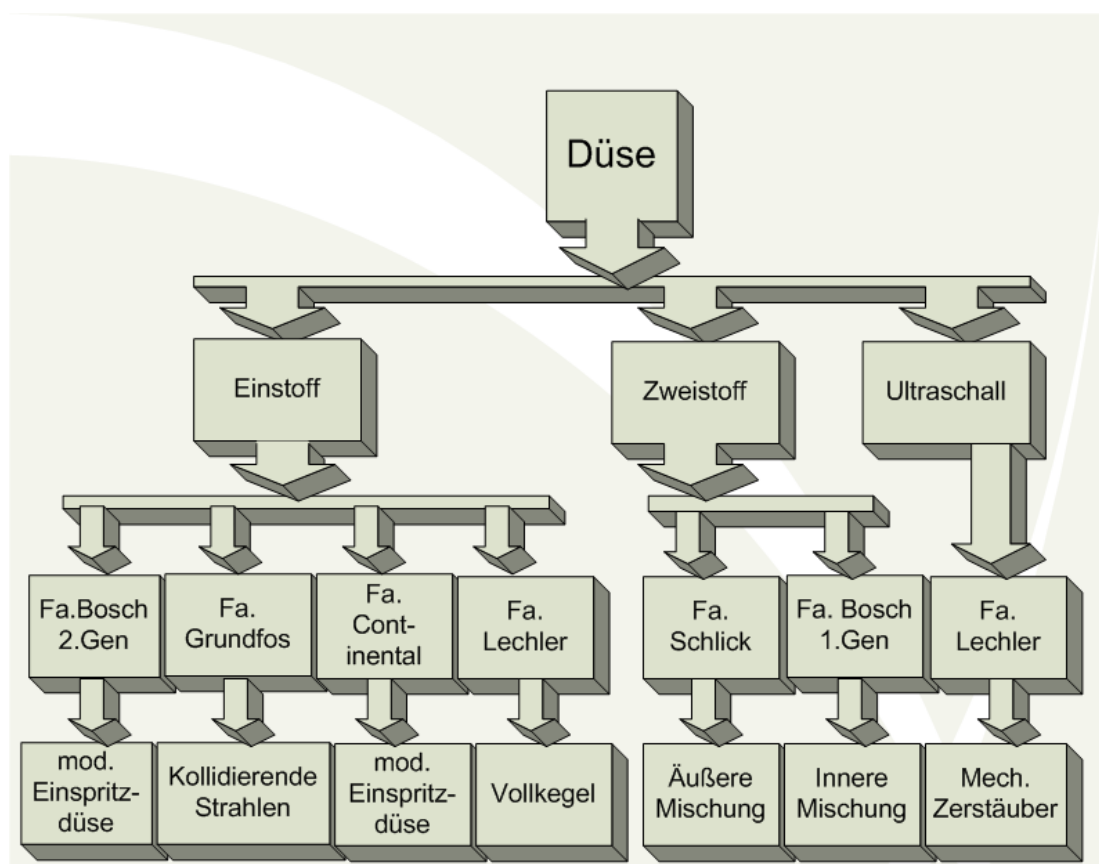 Düse
Einstoff
Zweistoff
Ultraschall
Fa.Bosch
2.Gen
Fa.
Grundfos
Fa.
Cont-
inental
Fa.
Lechler
Fa.
Schlick
Fa. Bosch
1.Gen
Fa.
Lechler
mod.
Einspritz-
düse
Kollidierende
Strahlen
mod.
Einspritz-
düse
Vollkegel
Äußere
Mischung
Innere
Mischung
Mech.
Zerstäuber